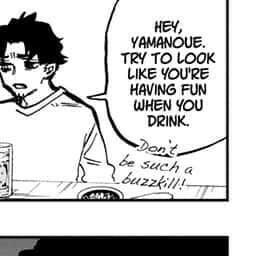 HEY,
YAMANOUE.
TRY TO LOOK
LIKE YOU'RE
HAVING FUN
WHEN YOU
DRINK.
Don't
be such a
buzzkill!